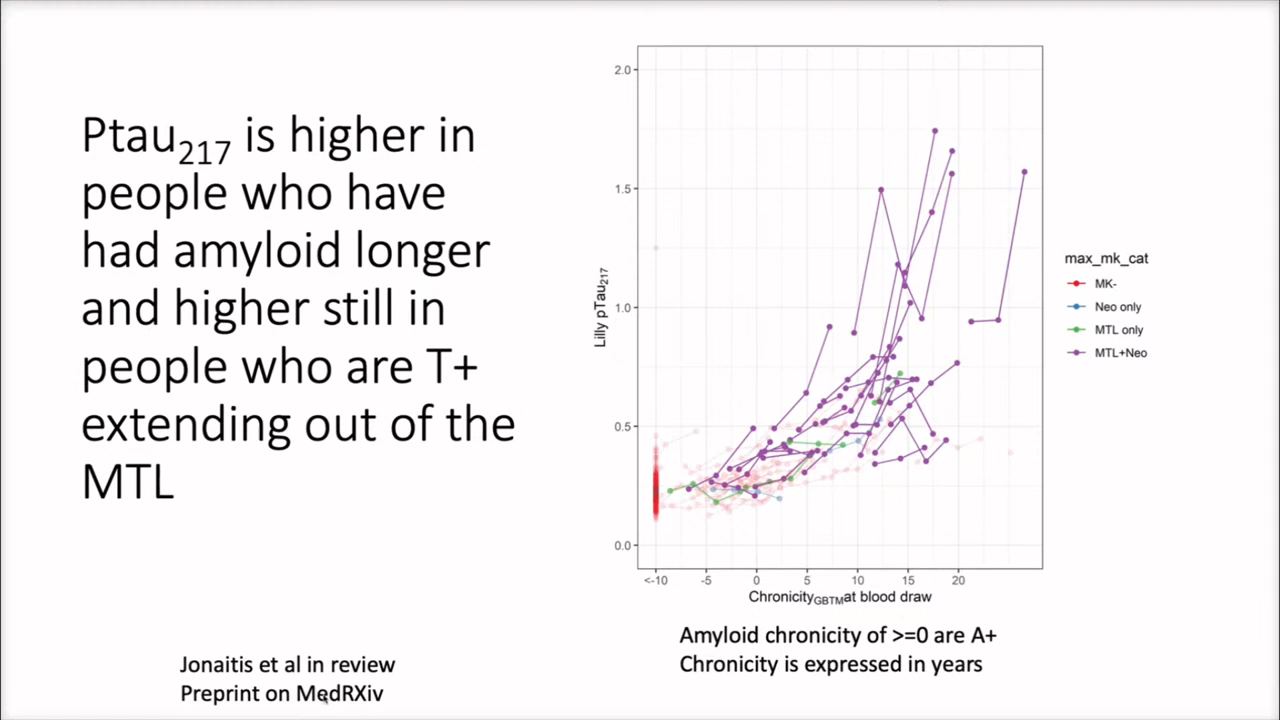 Ptau217 is higher in
people who have
had amyloid longer
and higher still in
people who are T+
extending out of the
MTL
Jonaitis et al in review
Preprint on MedRXiv
2.0
1.5
1.0
0.5
0.0
Lilly pTau217
<-10 -5 0 5 10 15 20
ChronicityGBTMat blood draw
max_mk_cat
MK-
Neo only
MTL only
MTL+Neo
Amyloid chronicity of >=0 are A+
Chronicity is expressed in years